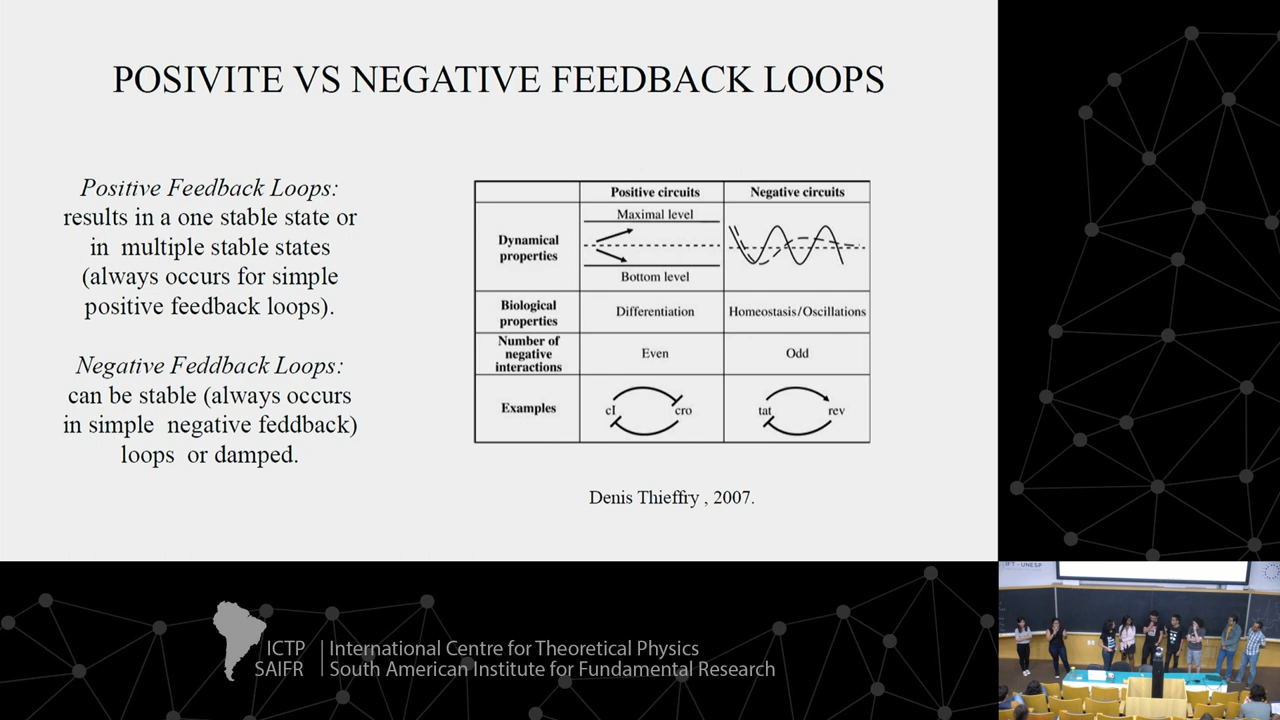 POSIVITE VS NEGATIVE FEEDBACK LOOPS
Positive Feedback Loops:
results in a one stable state or
in multiple stable states
(always occurs for simple
positive feedback loops).
Negative Feddback Loops:
can be stable (always occurs
in simple negative feddback)
loops or damped.
Positive circuits
Negative circuits
Dynamical
properties
Maximal level
Bottom level
Biological
properties
Differentiation
Homeostasis/Oscillations
Number of
negative
interactions
Even
Odd
Examples
cI
cro
tat
rev
Denis Thieffry , 2007.
ICTP
SAIFR
International Centre for Theoretical Physics
South American Institute for Fundamental Research
IFT - UNESP